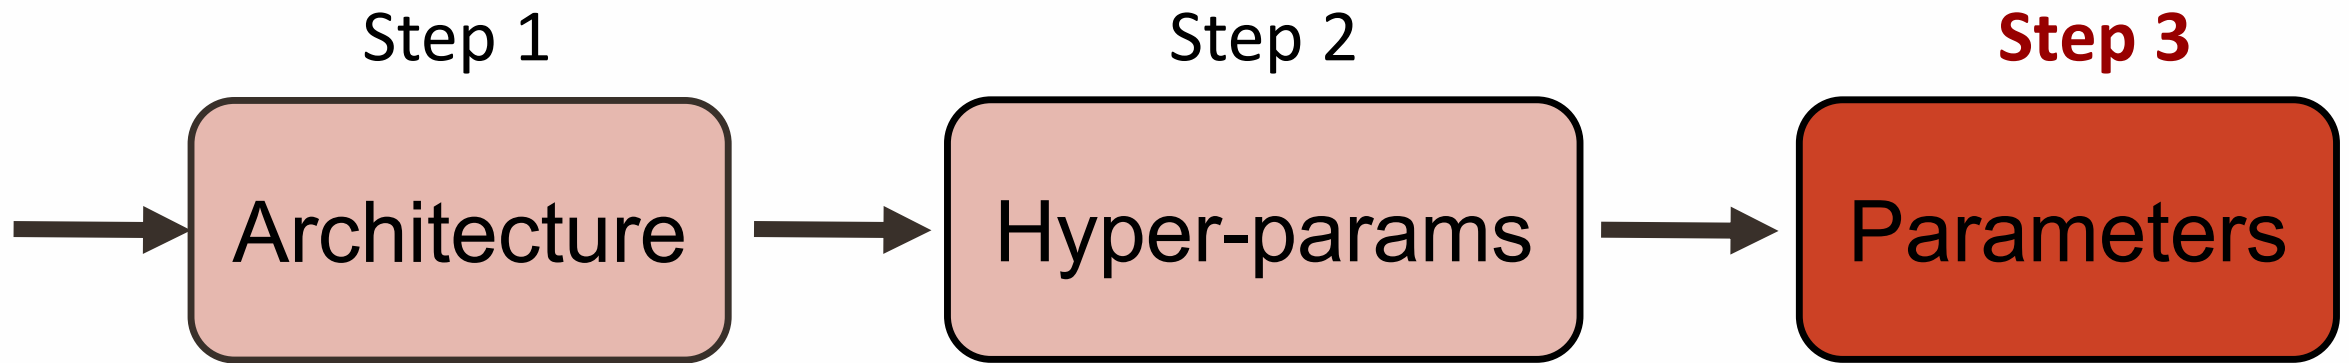 Step 1
Step 2
Step 3
Architecture
Hyper-params
Parameters